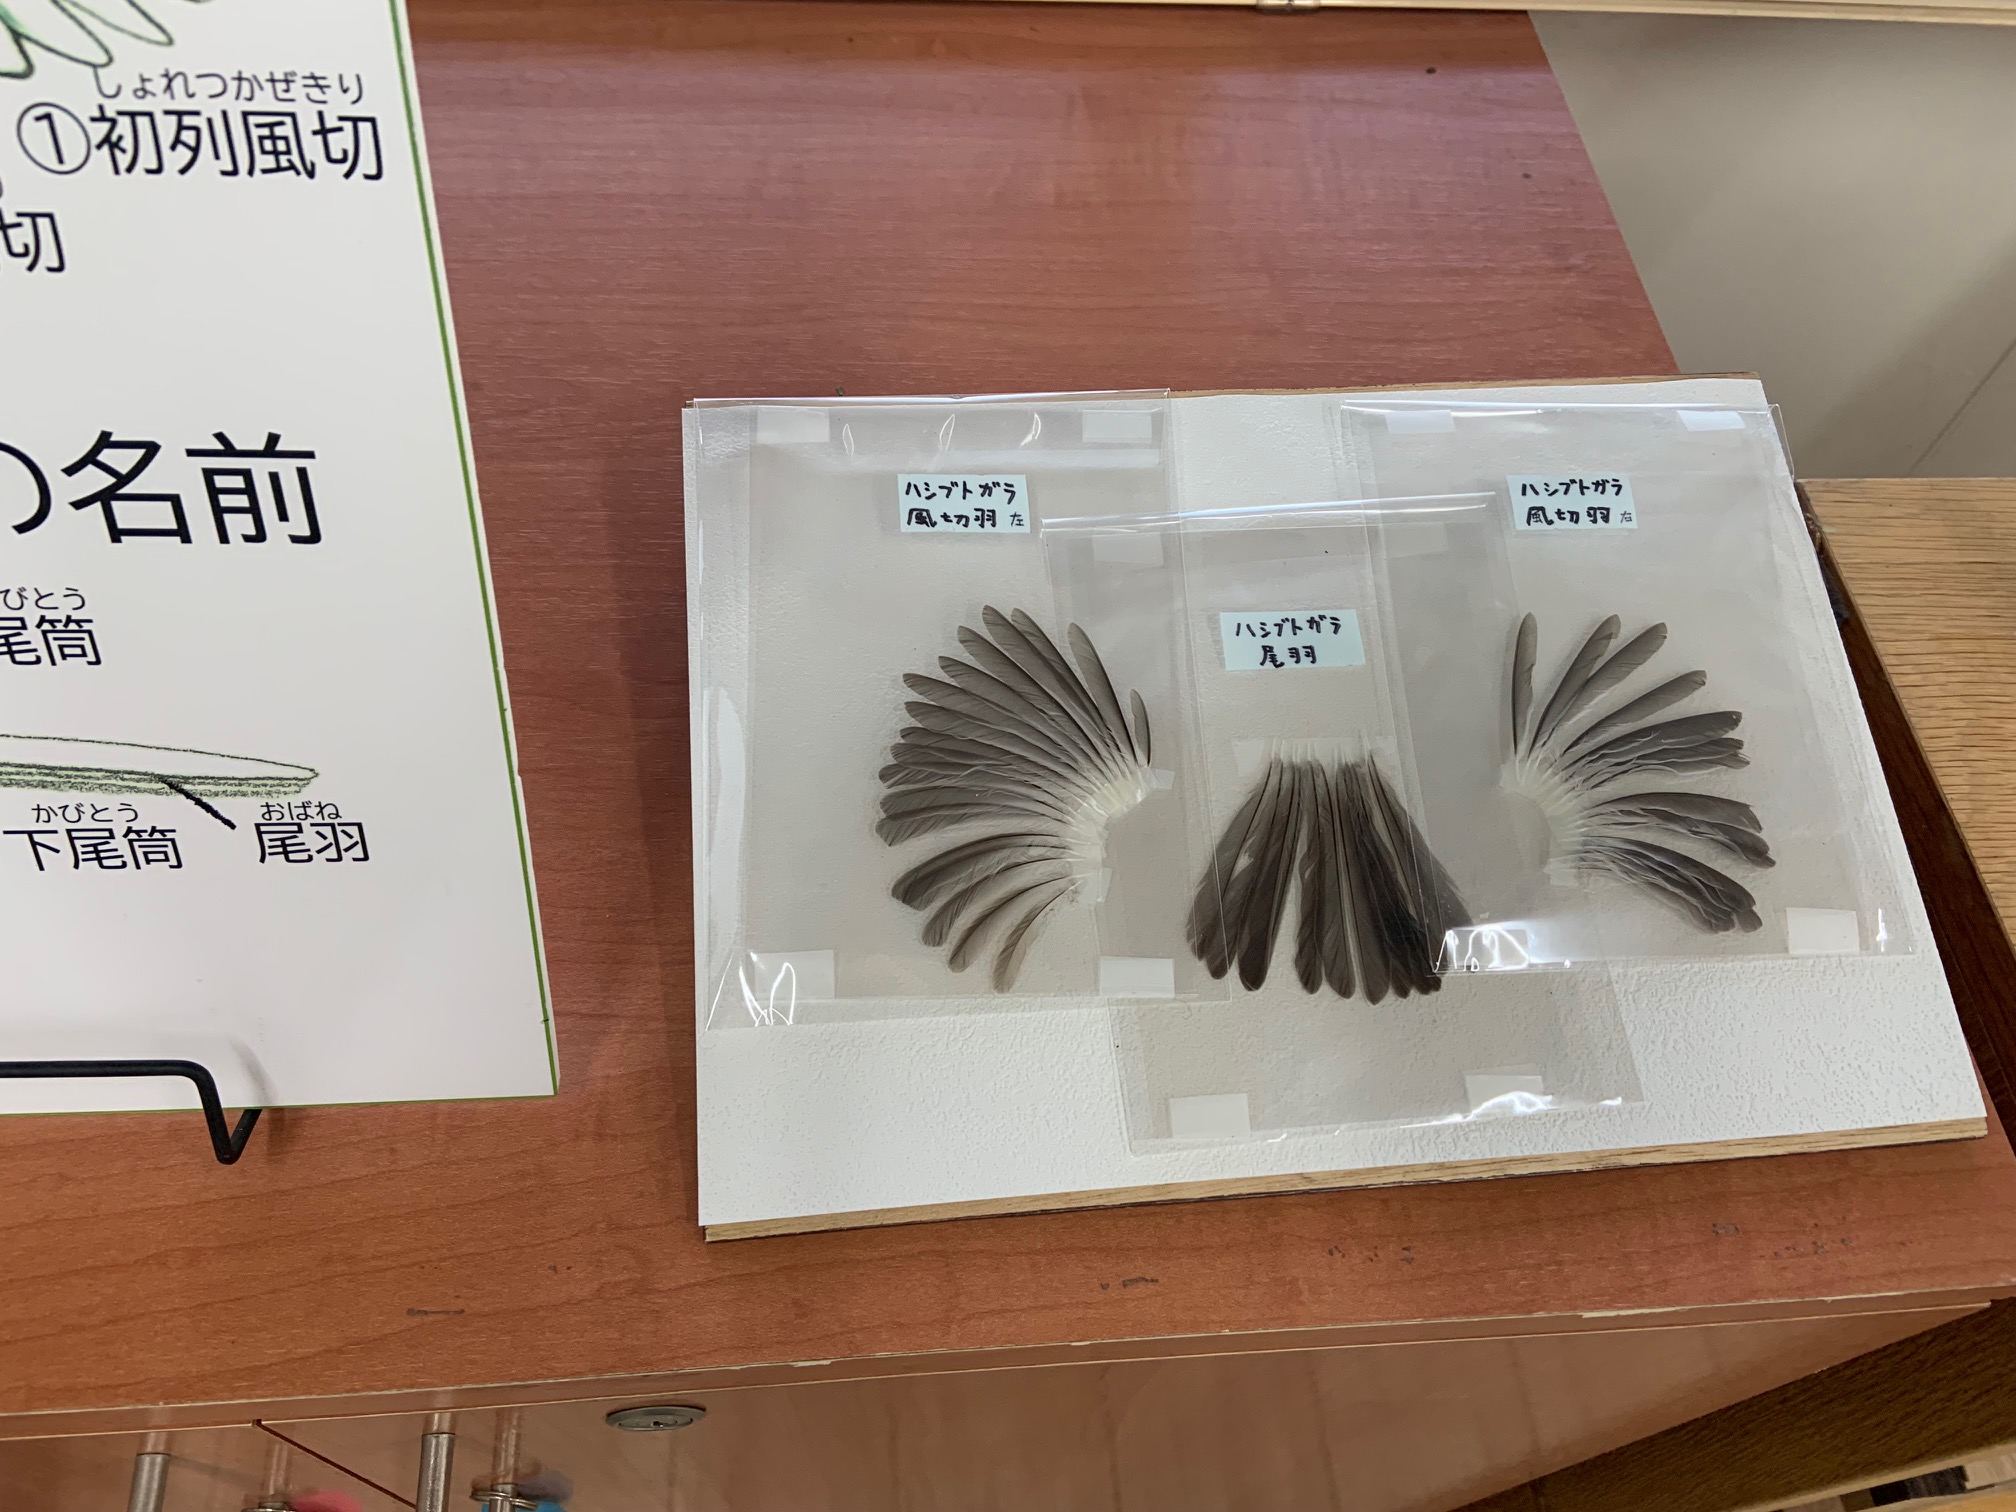 しょれつかぜきり
①初列風切
切
の名前
びとう
尾筒
かびとう
下尾筒
おばね
尾羽
ハシブトガラ
風切羽 左
ハシブトガラ
尾羽
ハシブトガラ
風切羽 右